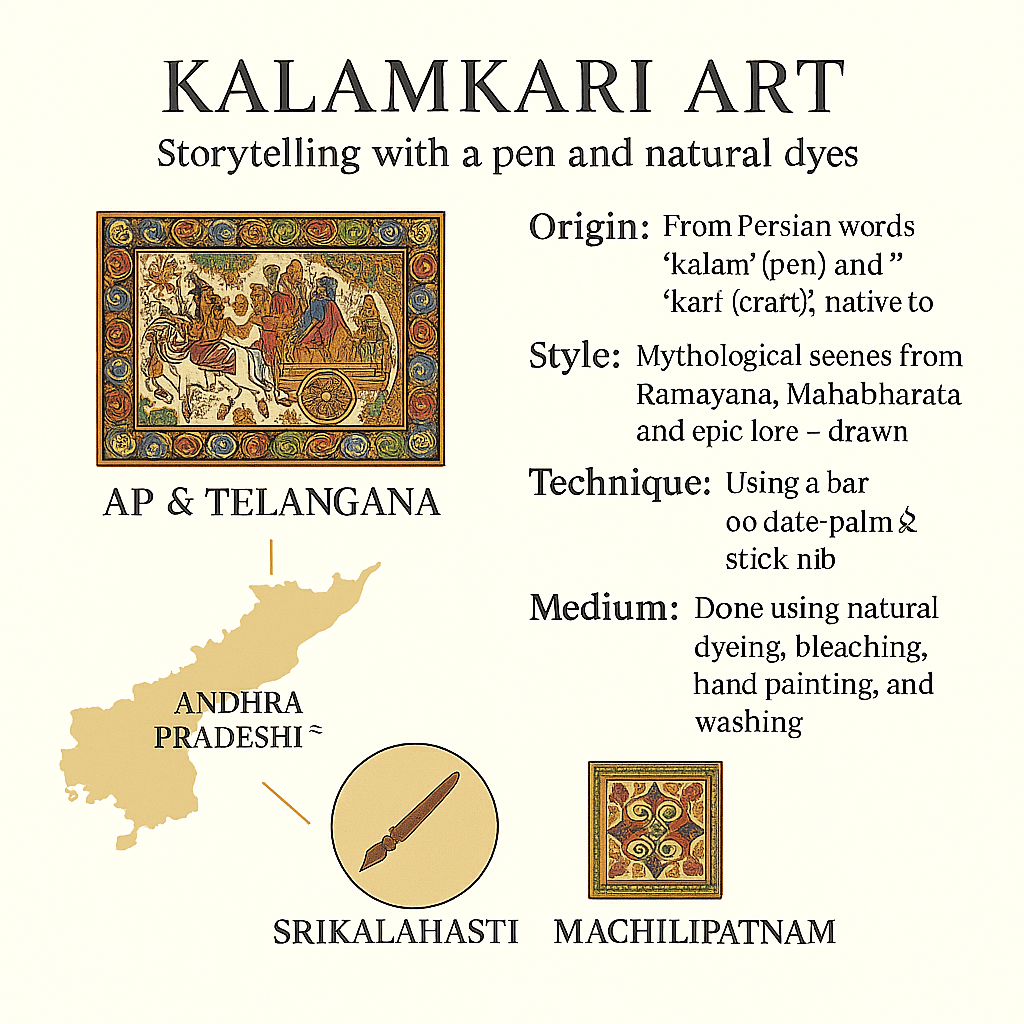 KALAMKARI ART
Storytelling with a pen and natural dyes
Origin: From Persian words
‘kalam’ (pen) and ”
‘karf (crart)’, native to
Style: Mythological seenes from
Ramayana, Mahabharata
and epic lore – drawn
Technique: Using a bar
oo date-palm
stick nib
Medium: Done using natural
dyeing, bleaching,
hand painting, and
washing
AP & TELANGANA
ANDHRA
PRADESHI
SRIKALAHASTI
MACHILIPATNAM